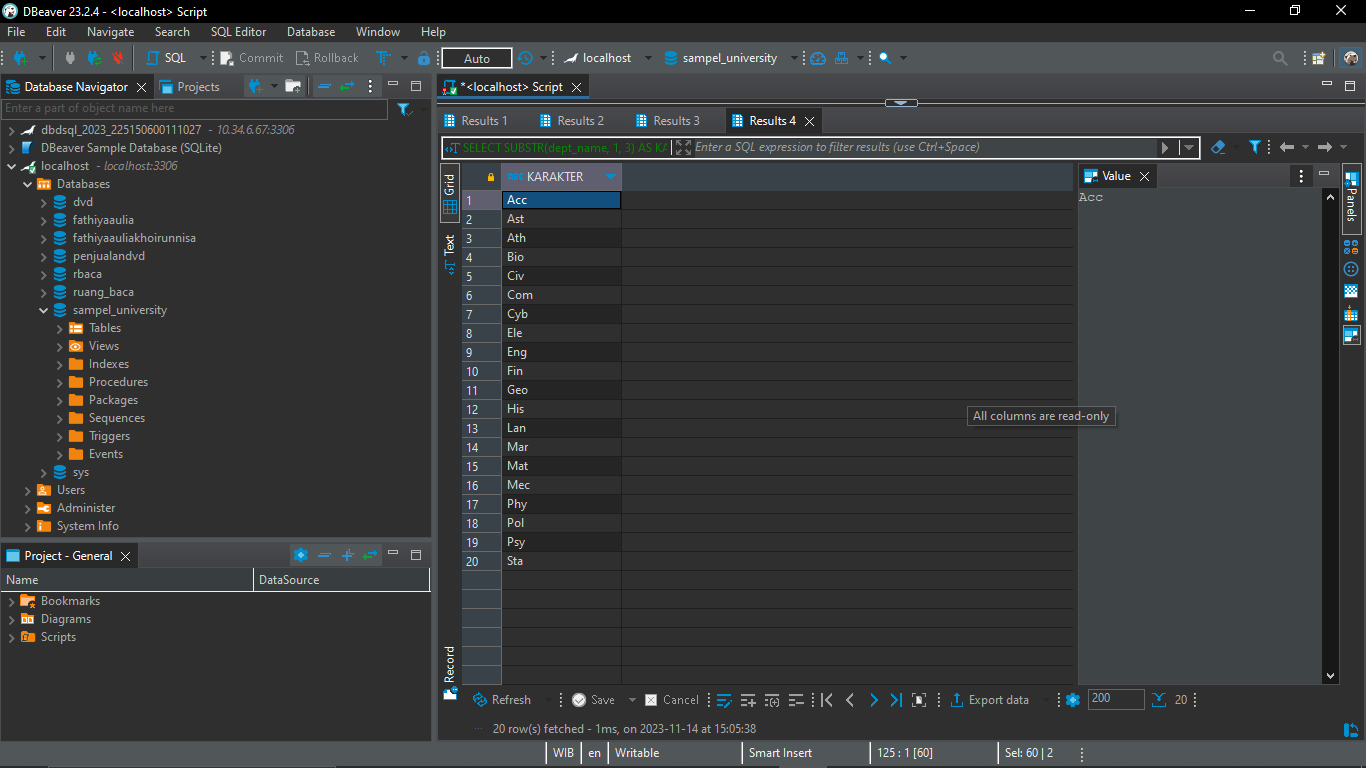 DBeaver 23.2.4 - <localhost> Script
File Edit Navigate Search SQL Editor Database Window Help
SQL Commit Rollback Auto localhost sampel_university
Database Navigator Projects
Enter a part of object name here
dbdsql_2023_225150600111027 - 10.34.6.67:3306
DBeaver Sample Database (SQLite)
localhost - localhost:3306
Databases
dvd
fathiyaaulia
fathiyaauliakhoirunnisa
penjualandvd
rbaca
ruang_baca
sampel_university
Tables
Views
Indexes
Procedures
Packages
Sequences
Triggers
Events
sys
Users
Administer
System Info
Project - General
Name DataSource
Bookmarks
Diagrams
Scripts
*<localhost> Script
Results 1 Results 2 Results 3 Results 4
SELECT SUBSTR(dept_name, 1, 3) AS KA Enter a SQL expression to filter results (use Ctrl+Space)
Grid
Text
Record
KARAKTER
1 Acc
2 Ast
3 Ath
4 Bio
5 Civ
6 Com
7 Cyb
8 Ele
9 Eng
10 Fin
11 Geo
12 His
13 Lan
14 Mar
15 Mat
16 Mec
17 Phy
18 Pol
19 Psy
20 Sta
All columns are read-only
Value
Acc
Panels
Refresh Save Cancel Export data 200 20
20 row(s) fetched - 1ms, on 2023-11-14 at 15:05:38
WIB en Writable Smart Insert 125 : 1 [60] Sel: 60 | 2